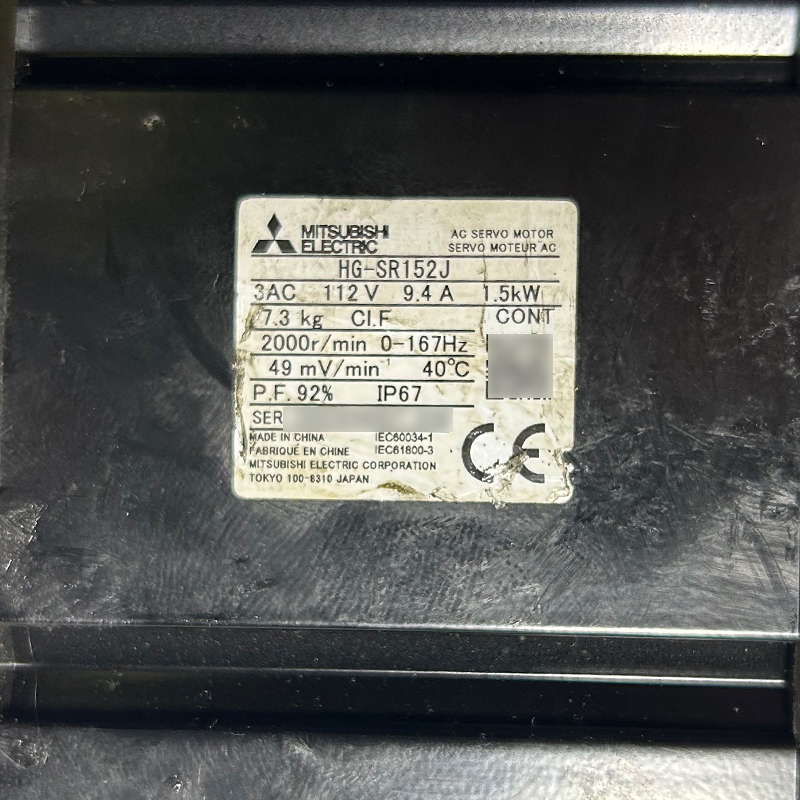 MITSUBISHI
ELECTRIC
AC SERVO MOTOR
SERVO MOTEUR AC
HG-SR152J
3AC 112V 9.4A 1.5kW
7.3 kg CI.F CONT
2000r/min 0-167Hz
49 mV/min⁻¹ 40℃
P.F. 92% IP67
SER
MADE IN CHINA IEC60034-1
FABRIQUÉ EN CHINE IEC61800-3
MITSUBISHI ELECTRIC CORPORATION
TOKYO 100-8310 JAPAN
CE